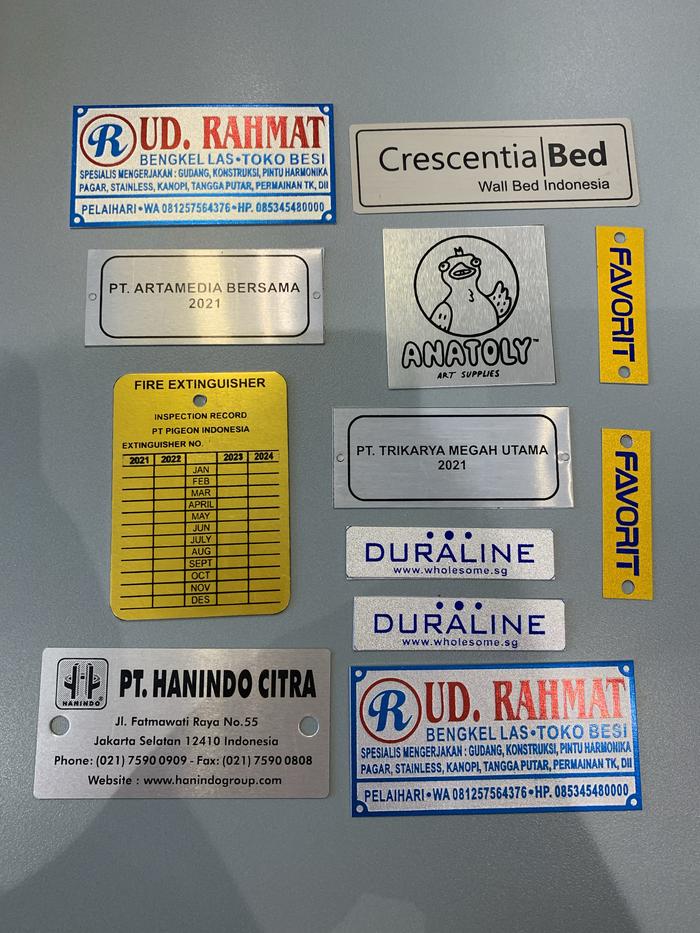 R UD. RAHMAT
BENGKEL LAS•TOKO BESI
SPESIALIS MENGERJAKAN : GUDANG, KONSTRUKSI, PINTU HARMONIKA
PAGAR, STAINLESS, KANOPI, TANGGA PUTAR, PERMAINAN TK, Dll
PELAIHARI•WA 081257564376•HP. 085345480000
Crescentia|Bed
Wall Bed Indonesia
PT. ARTAMEDIA BERSAMA
2021
ANATOLY™
ART SUPPLIES
FAVORIT
FIRE EXTINGUISHER
INSPECTION RECORD
PT PIGEON INDONESIA
EXTINGUISHER NO.
2021 2022 2023 2024
JAN
FEB
MAR
APRIL
MAY
JUN
JULY
AUG
SEPT
OCT
NOV
DES
PT. TRIKARYA MEGAH UTAMA
2021
FAVORIT
DURALINE
www.wholesome.sg
DURALINE
www.wholesome.sg
HANINDO®
PT. HANINDO CITRA
Jl. Fatmawati Raya No.55
Jakarta Selatan 12410 Indonesia
Phone: (021) 7590 0909 - Fax: (021) 7590 0808
Website : www.hanindogroup.com
R UD. RAHMAT
BENGKEL LAS•TOKO BESI
SPESIALIS MENGERJAKAN : GUDANG, KONSTRUKSI, PINTU HARMONIKA
PAGAR, STAINLESS, KANOPI, TANGGA PUTAR, PERMAINAN TK, Dll
PELAIHARI•WA 081257564376•HP. 085345480000